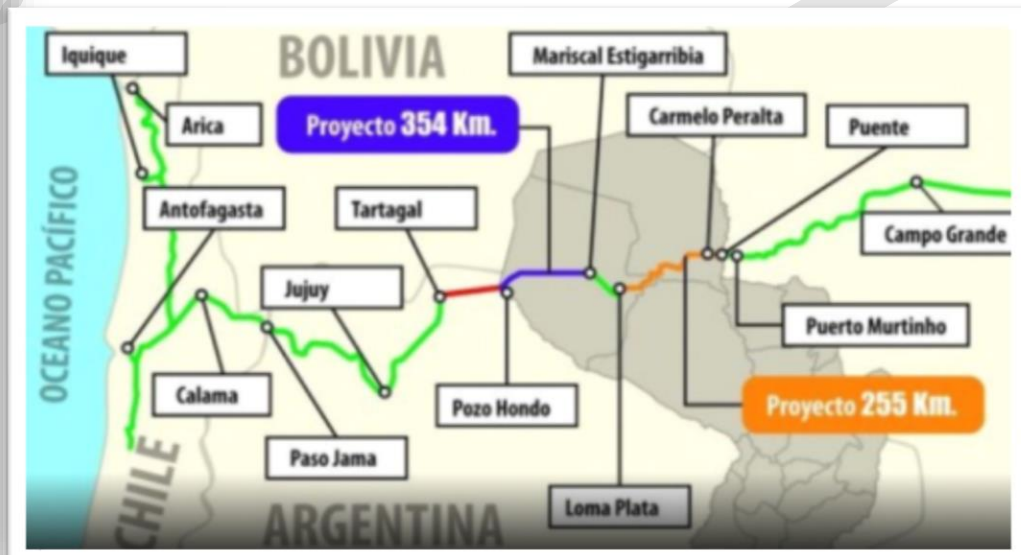 Iquique
BOLIVIA
Mariscal Estigarribia
Arica
Proyecto 354 Km.
Carmelo Peralta
Puente
OCEANO PACÍFICO
Antofagasta
Tartagal
Campo Grande
Jujuy
Puerto Murtinho
Calama
Pozo Hondo
Proyecto 255 Km.
Paso Jama
CHILE
Loma Plata
ARGENTINA